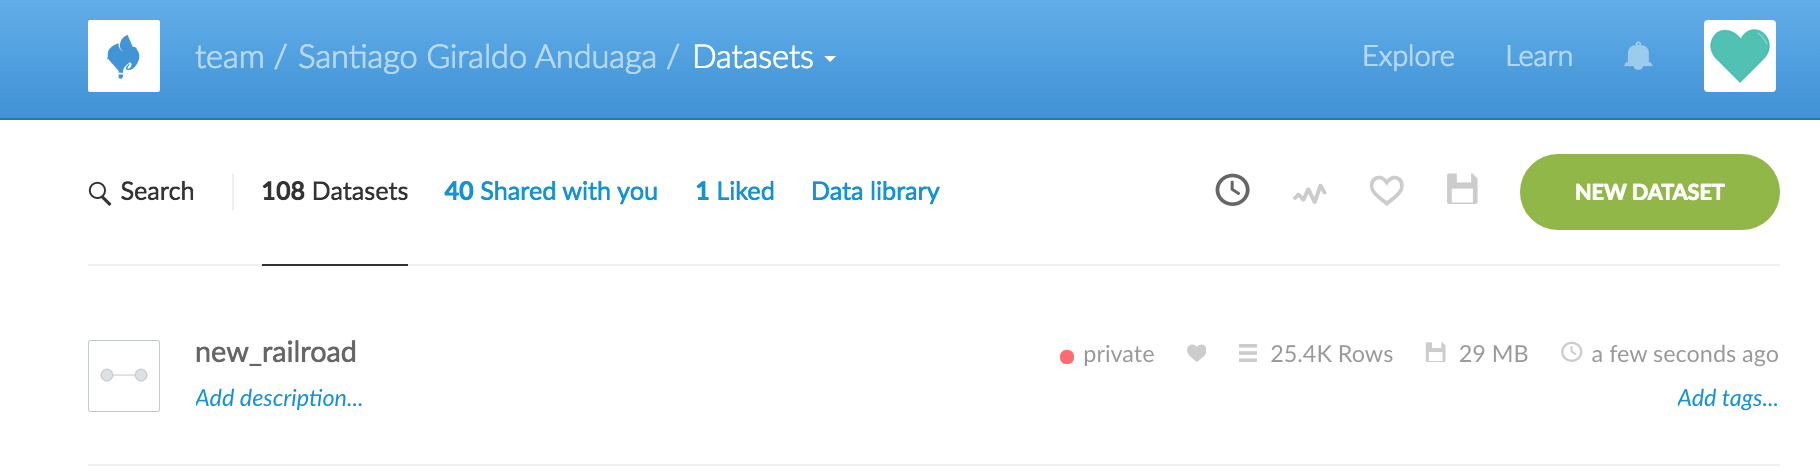 team / Santiago Giraldo Anduaga / Datasets
Explore Learn
Search 108 Datasets 40 Shared with you 1 Liked Data library NEW DATASET
new_railroad private 25.4K Rows 29 MB a few seconds ago
Add description... Add tags...